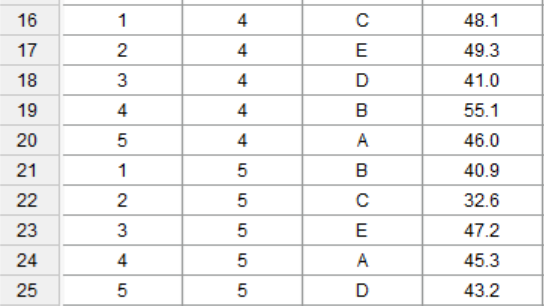 16 1 4 C 48.1
17 2 4 E 49.3
18 3 4 D 41.0
19 4 4 B 55.1
20 5 4 A 46.0
21 1 5 B 40.9
22 2 5 C 32.6
23 3 5 E 47.2
24 4 5 A 45.3
25 5 5 D 43.2